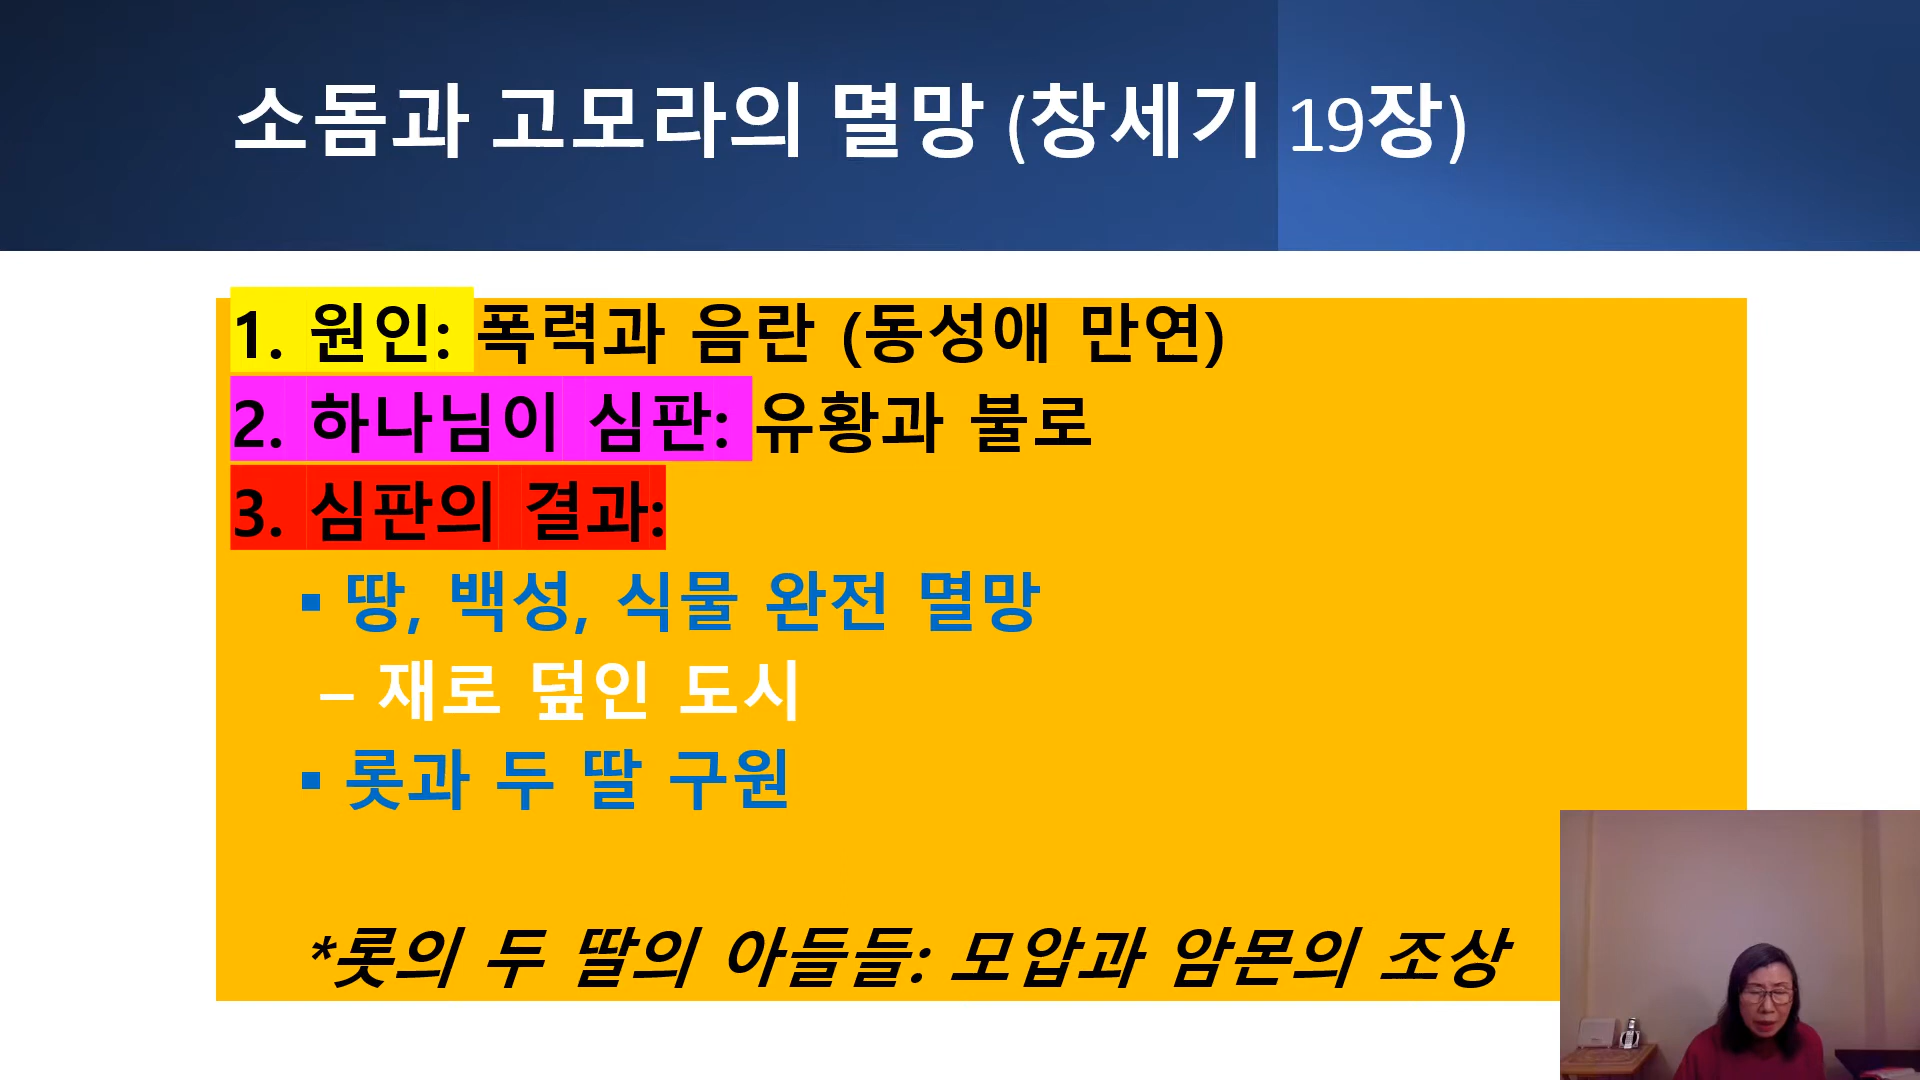 소돔과 고모라의 멸망 (창세기 19장)
1. 원인: 폭력과 음란 (동성애 만연)
2. 하나님이 심판: 유황과 불로
3. 심판의 결과:
▪ 땅, 백성, 식물 완전 멸망
– 재로 덮인 도시
▪ 롯과 두 딸 구원
*롯의 두 딸의 아들들: 모압과 암몬의 조상